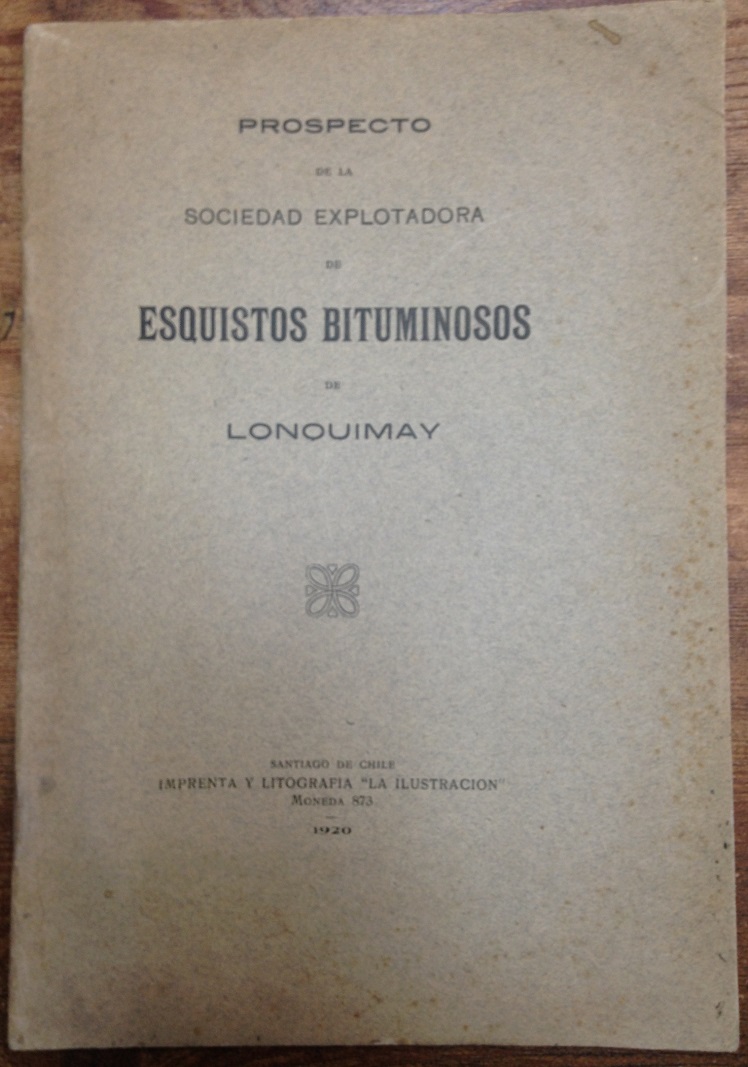 PROSPECTO
DE LA
SOCIEDAD EXPLOTADORA
DE
ESQUISTOS BITUMINOSOS
DE
LONQUIMAY
SANTIAGO DE CHILE
IMPRENTA Y LITOGRAFIA "LA ILUSTRACION"
MONEDA 873
1920